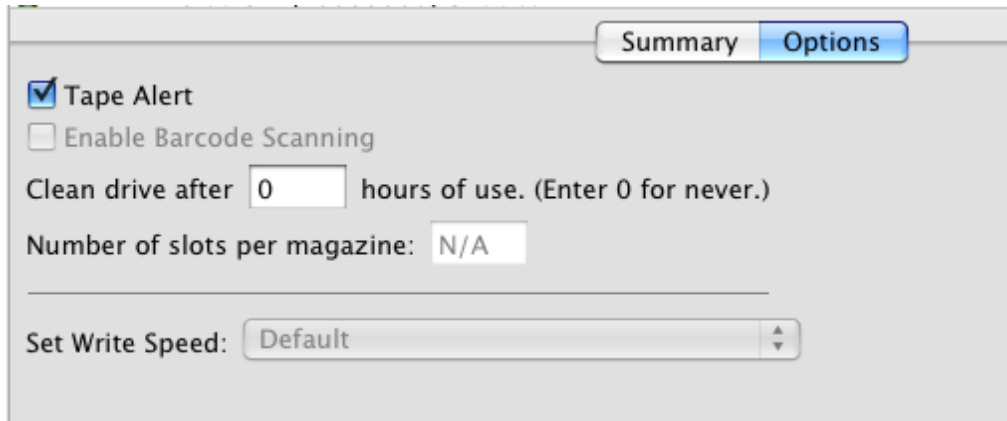 Summary Options
Tape Alert
Enable Barcode Scanning
Clean drive after 0 hours of use. (Enter 0 for never.)
Number of slots per magazine: N/A
Set Write Speed: Default